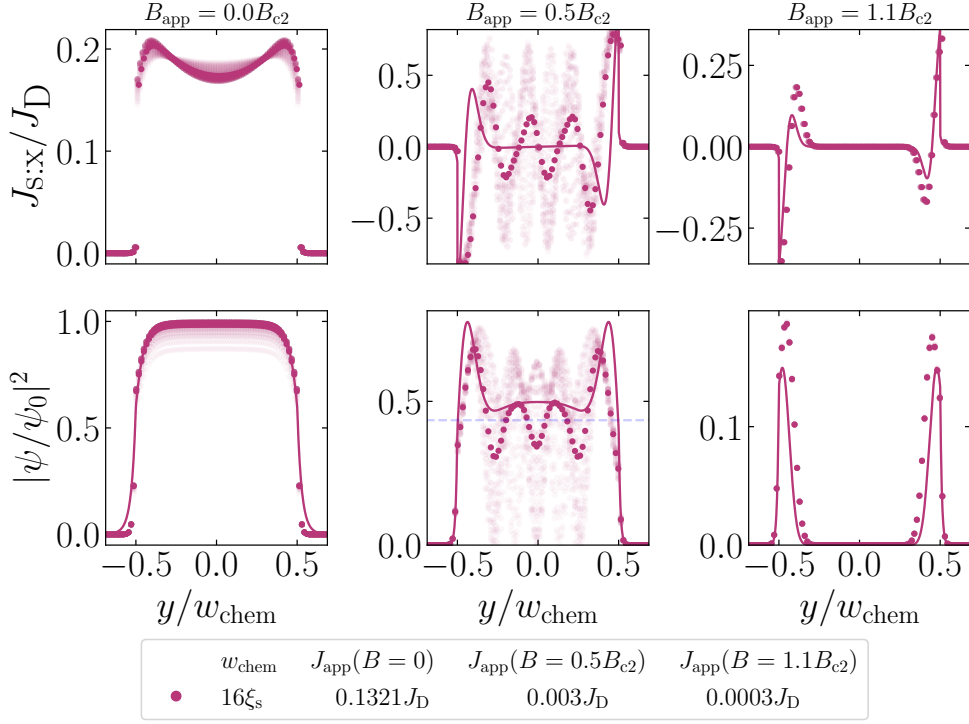 B_app = 0.0B_c2 B_app = 0.5B_c2 B_app = 1.1B_c2
J_s:x/J_D
0.2
0.1
0.0
0.5
0.0
−0.5
0.25
0.00
−0.25
|ψ/ψ_0|^2
1.0
0.5
0.0
0.5
0.0
0.1
−0.5 0.0 0.5 −0.5 0.0 0.5 −0.5 0.0 0.5
y/w_chem y/w_chem y/w_chem
w_chem J_app(B = 0) J_app(B = 0.5B_c2) J_app(B = 1.1B_c2)
16ξ_s 0.1321J_D 0.003J_D 0.0003J_D